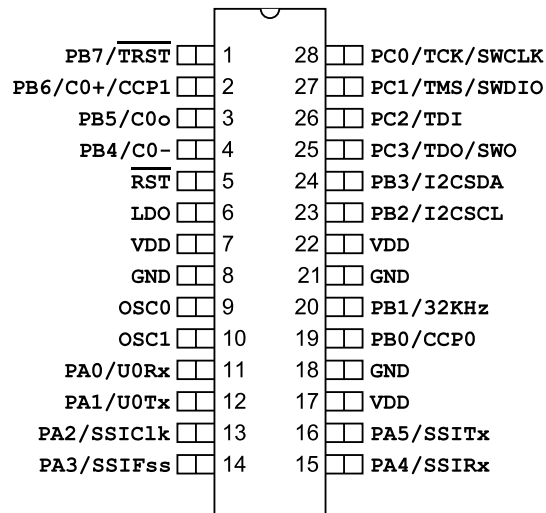 PB7/TRST 1 28 PC0/TCK/SWCLK
PB6/C0+/CCP1 2 27 PC1/TMS/SWDIO
PB5/C0o 3 26 PC2/TDI
PB4/C0- 4 25 PC3/TDO/SWO
RST 5 24 PB3/I2CSDA
LDO 6 23 PB2/I2CSCL
VDD 7 22 VDD
GND 8 21 GND
OSC0 9 20 PB1/32KHz
OSC1 10 19 PB0/CCP0
PA0/U0Rx 11 18 GND
PA1/U0Tx 12 17 VDD
PA2/SSIClk 13 16 PA5/SSITx
PA3/SSIFss 14 15 PA4/SSIRx